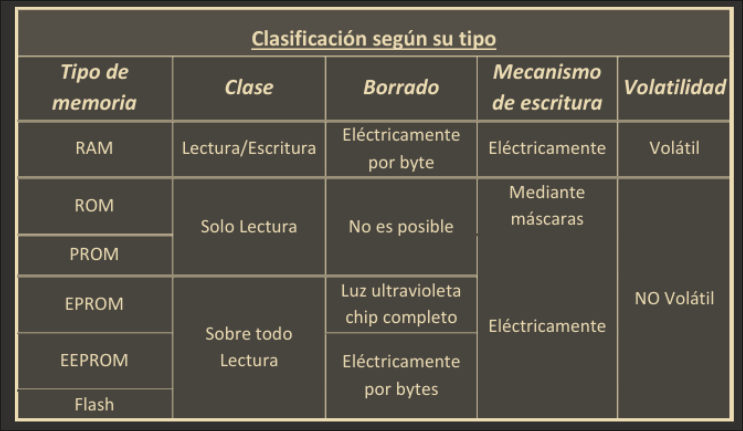 Clasificación según su tipo
Tipo de memoria Clase Borrado Mecanismo de escritura Volatilidad
RAM Lectura/Escritura Eléctricamente por byte Eléctricamente Volátil
ROM Solo Lectura No es posible Mediante máscaras NO Volátil
PROM Eléctricamente
EPROM Sobre todo Lectura Luz ultravioleta chip completo
EEPROM Eléctricamente por bytes
Flash